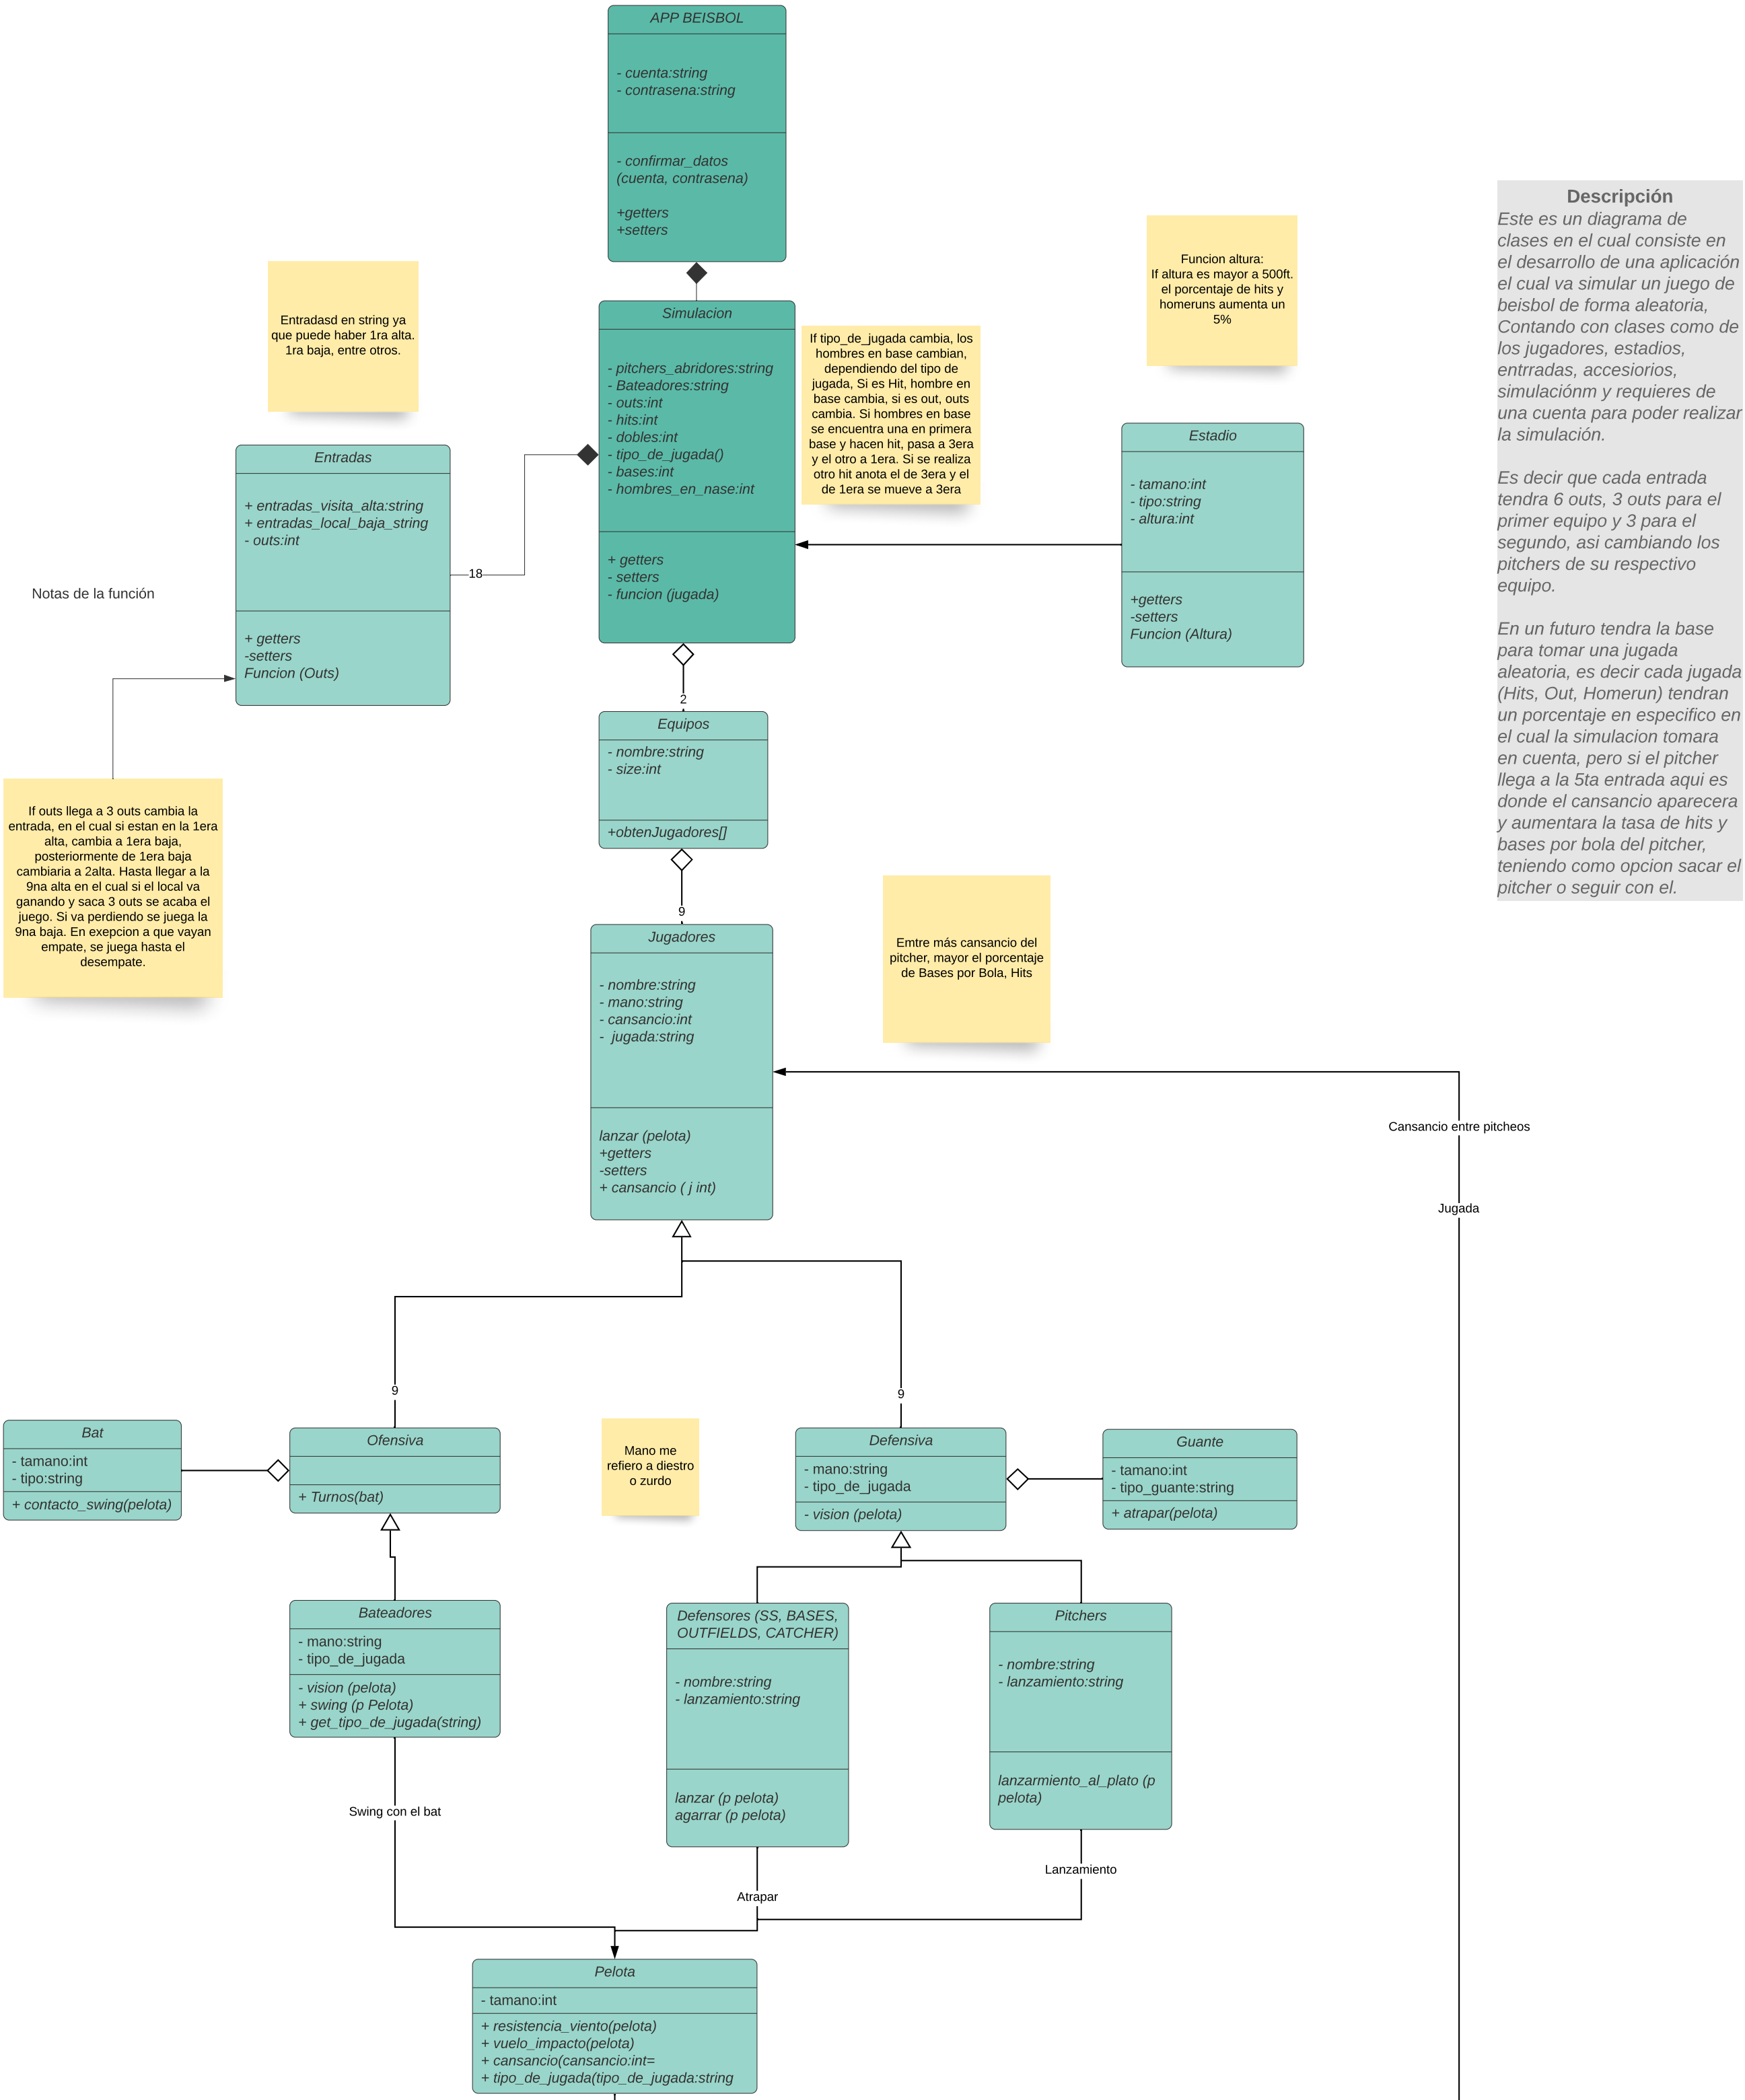 APP BEISBOL
- cuenta:string
- contrasena:string
- confirmar_datos
(cuenta, contrasena)
+getters
+setters
Descripción
Este es un diagrama de
clases en el cual consiste en
el desarrollo de una aplicación
el cual va simular un juego de
beisbol de forma aleatoria,
Contando con clases como de
los jugadores, estadios,
entrradas, accesiorios,
simulaciónm y requieres de
una cuenta para poder realizar
la simulación.
Es decir que cada entrada
tendra 6 outs, 3 outs para el
primer equipo y 3 para el
segundo, asi cambiando los
pitchers de su respectivo
equipo.
En un futuro tendra la base
para tomar una jugada
aleatoria, es decir cada jugada
(Hits, Out, Homerun) tendran
un porcentaje en especifico en
el cual la simulacion tomara
en cuenta, pero si el pitcher
llega a la 5ta entrada aqui es
donde el cansancio aparecera
y aumentara la tasa de hits y
bases por bola del pitcher,
teniendo como opcion sacar el
pitcher o seguir con el.
Funcion altura:
If altura es mayor a 500ft.
el porcentaje de hits y
homeruns aumenta un
5%
Entradasd en string ya
que puede haber 1ra alta.
1ra baja, entre otros.
Simulacion
- pitchers_abridores:string
- Bateadores:string
- outs:int
- hits:int
- dobles:int
- tipo_de_jugada()
- bases:int
- hombres_en_nase:int
+ getters
- setters
- funcion (jugada)
If tipo_de_jugada cambia, los
hombres en base cambian,
dependiendo del tipo de
jugada, Si es Hit, hombre en
base cambia, si es out, outs
cambia. Si hombres en base
se encuentra una en primera
base y hacen hit, pasa a 3era
y el otro a 1era. Si se realiza
otro hit anota el de 3era y el
de 1era se mueve a 3era
Estadio
- tamano:int
- tipo:string
- altura:int
+getters
-setters
Funcion (Altura)
Entradas
+ entradas_visita_alta:string
+ entradas_local_baja_string
- outs:int
+ getters
-setters
Funcion (Outs)
18
Notas de la función
2
Equipos
- nombre:string
- size:int
+obtenJugadores[]
If outs llega a 3 outs cambia la
entrada, en el cual si estan en la 1era
alta, cambia a 1era baja,
posteriormente de 1era baja
cambiaria a 2alta. Hasta llegar a la
9na alta en el cual si el local va
ganando y saca 3 outs se acaba el
juego. Si va perdiendo se juega la
9na baja. En exepcion a que vayan
empate, se juega hasta el
desempate.
9
Jugadores
- nombre:string
- mano:string
- cansancio:int
-  jugada:string
lanzar (pelota)
+getters
-setters
+ cansancio ( j int)
Emtre más cansancio del
pitcher, mayor el porcentaje
de Bases por Bola, Hits
Cansancio entre pitcheos
Jugada
9
9
Bat
- tamano:int
- tipo:string
+ contacto_swing(pelota)
Ofensiva
+ Turnos(bat)
Mano me
refiero a diestro
o zurdo
Defensiva
- mano:string
- tipo_de_jugada
- vision (pelota)
Guante
- tamano:int
- tipo_guante:string
+ atrapar(pelota)
Bateadores
- mano:string
- tipo_de_jugada
- vision (pelota)
+ swing (p Pelota)
+ get_tipo_de_jugada(string)
Defensores (SS, BASES,
OUTFIELDS, CATCHER)
- nombre:string
- lanzamiento:string
lanzar (p pelota)
agarrar (p pelota)
Pitchers
- nombre:string
- lanzamiento:string
lanzarmiento_al_plato (p
pelota)
Swing con el bat
Atrapar
Lanzamiento
Pelota
- tamano:int
+ resistencia_viento(pelota)
+ vuelo_impacto(pelota)
+ cansancio(cansancio:int=
+ tipo_de_jugada(tipo_de_jugada:string